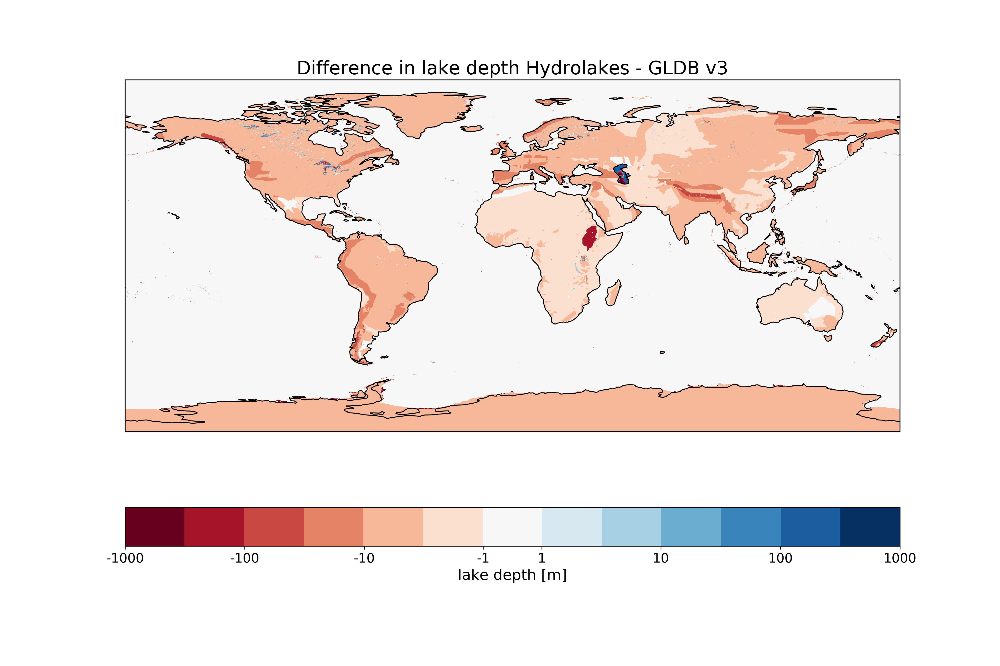 Difference in lake depth Hydrolakes - GLDB v3
-1000 -100 -10 -1 1 10 100 1000
lake depth [m]